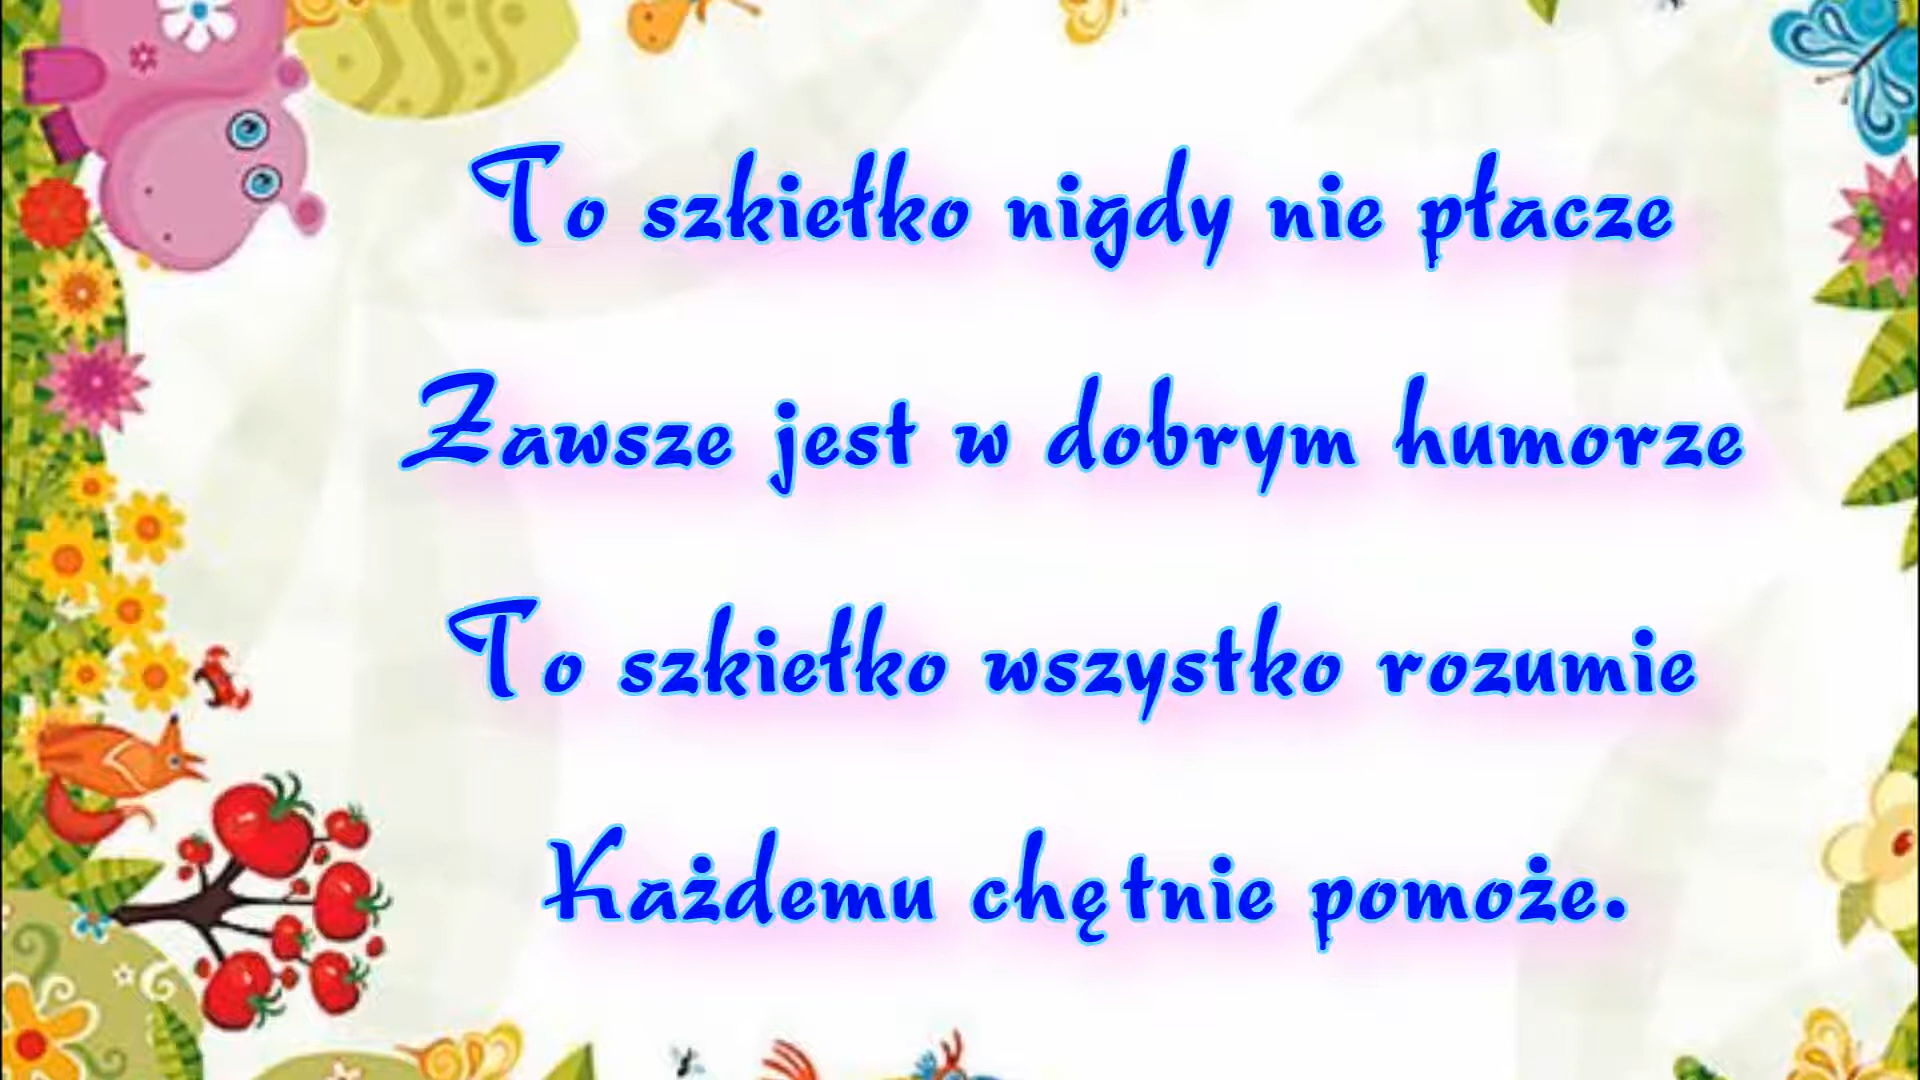 To szkiełko nigdy nie płacze
Zawsze jest w dobrym humorze
To szkiełko wszystko rozumie
Każdemu chętnie pomoże.